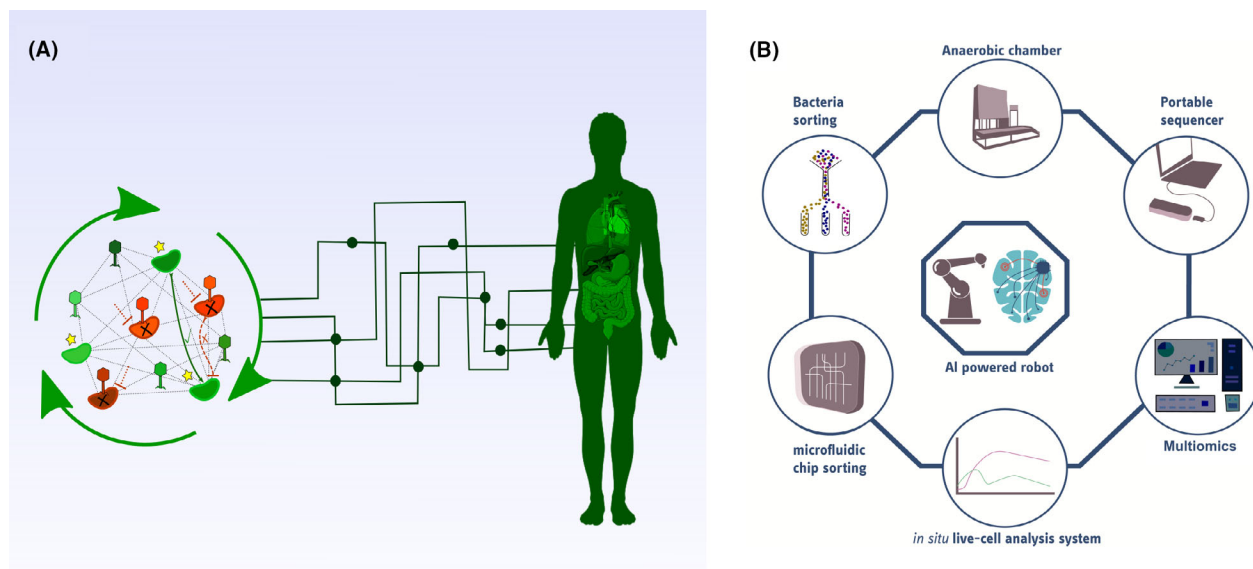 (A)
(B)
Anaerobic chamber
Bacteria
sorting
Portable
sequencer
AI powered robot
microfluidic
chip sorting
Multiomics
in situ live-cell analysis system